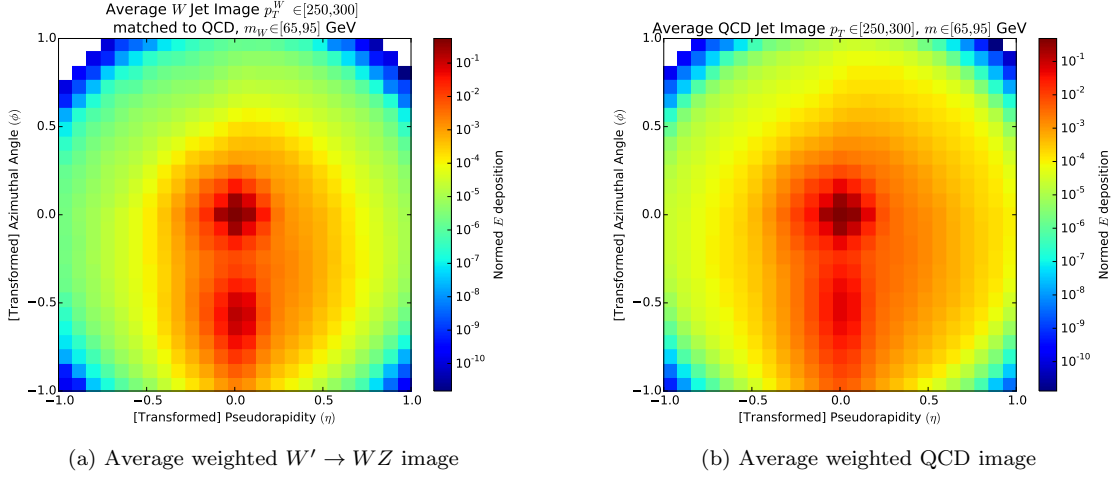 Average W Jet Image p_T^W ∈[250,300]
matched to QCD, m_W∈[65,95] GeV
1.0
0.5
0.0
−0.5
−1.0
[Transformed] Azimuthal Angle (ϕ)
−1.0 −0.5 0.0 0.5 1.0
[Transformed] Pseudorapidity (η)
10^-1
10^-2
10^-3
10^-4
10^-5
10^-6
10^-7
10^-8
10^-9
10^-10
Normed E deposition
(a) Average weighted W′ → WZ image
Average QCD Jet Image p_T∈[250,300], m∈[65,95] GeV
1.0
0.5
0.0
−0.5
−1.0
[Transformed] Azimuthal Angle (ϕ)
−1.0 −0.5 0.0 0.5 1.0
[Transformed] Pseudorapidity (η)
10^-1
10^-2
10^-3
10^-4
10^-5
10^-6
10^-7
10^-8
10^-9
10^-10
Normed E deposition
(b) Average weighted QCD image